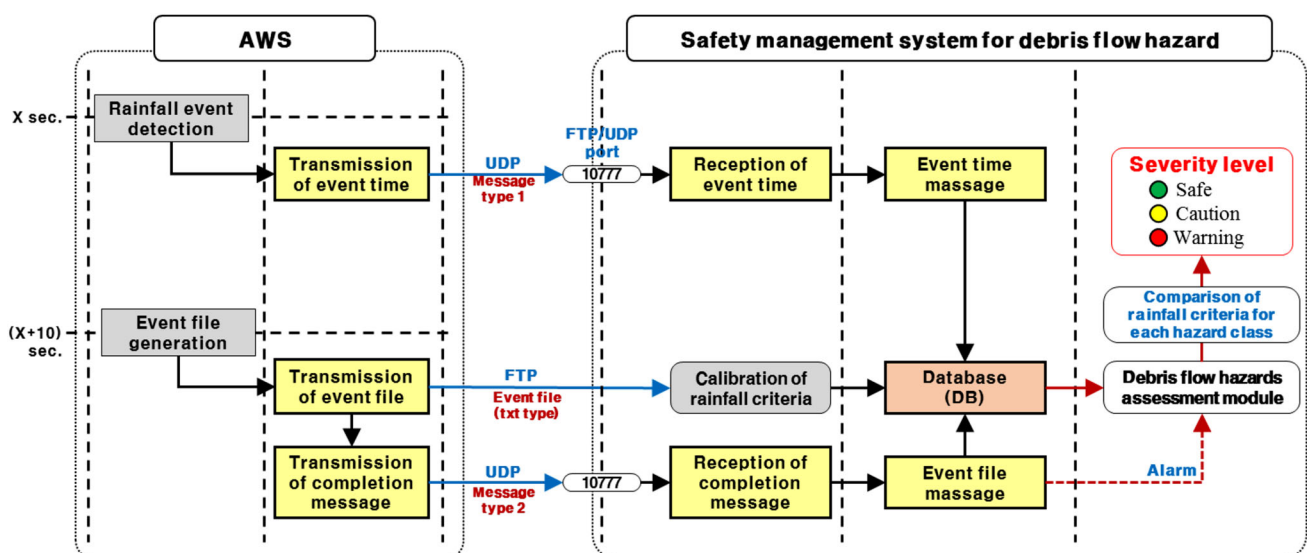 AWS
Safety management system for debris flow hazard
X sec.
Rainfall event
detection
Transmission
of event time
UDP
Message
type 1
FTP/UDP
port
10777
Reception of
event time
Event time
massage
Severity level
Safe
Caution
Warning
(X+10)
sec.
Event file
generation
Comparison of
rainfall criteria for
each hazard class
Transmission
of event file
FTP
Event file
(txt type)
Calibration of
rainfall criteria
Database
(DB)
Debris flow hazards
assessment module
Transmission
of completion
message
UDP
Message
type 2
10777
Reception of
completion
message
Event file
massage
Alarm